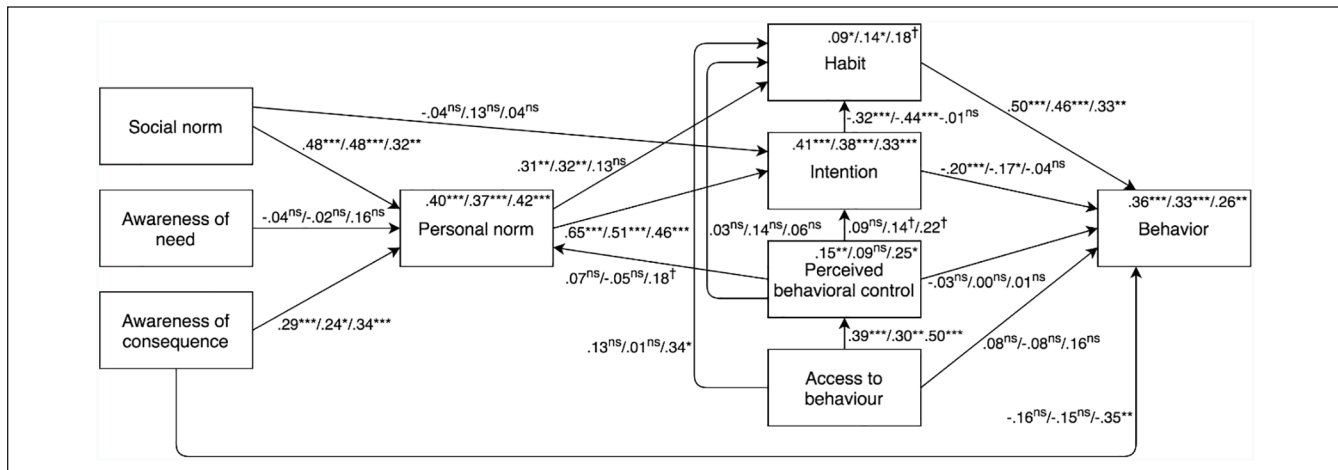 .09*/.14*/.18†
Habit
Social norm
-.04ns/.13ns/.04ns
.50***/.46***/.33**
-.32***/-.44***-.01ns
.48***/.48***/.32**
.31**/.32**/.13ns
.41***/.38***/.33***
Intention
-.20***/-.17*/-.04ns
Awareness of
need
-.04ns/-.02ns/.16ns
.40***/.37***/.42***
Personal norm
.65***/.51***/.46***
.03ns/.14ns/.06ns
.09ns/.14†/.22†
.36***/.33***/.26**
Behavior
.15**/.09ns/.25*
Perceived
behavioral control
.07ns/-.05ns/.18†
-.03ns/.00ns/.01ns
Awareness of
consequence
.29***/.24*/.34***
.39***/.30**.50***
.13ns/.01ns/.34*
.08ns/-.08ns/.16ns
Access to
behaviour
-.16ns/-.15ns/-.35**